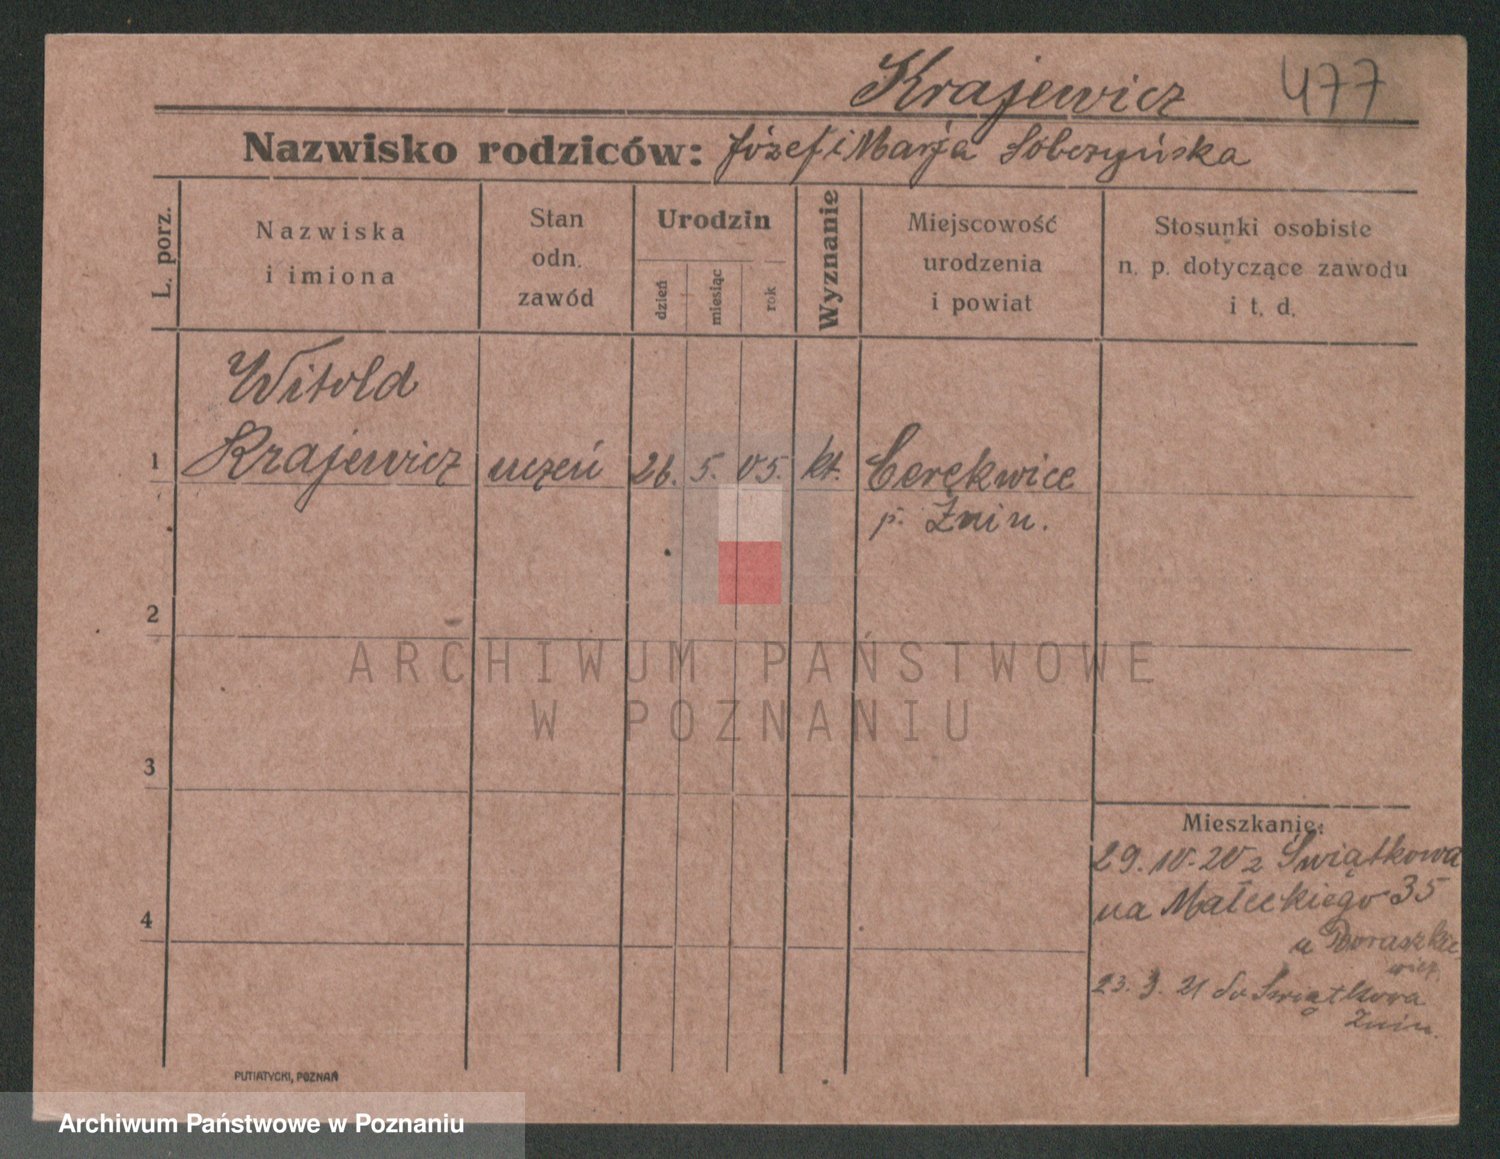 Krajewicz 477
Nazwisko rodziców: Józef i Marja Sobczyńska
L. porz.
Nazwiska
i imiona
Stan
odn.
zawód
Urodzin
dzień
miesiąc
rok
Wyznanie
Miejscowość
urodzenia
i powiat
Stosunki osobiste
n. p. dotyczące zawodu
i t. d.
Witold
1 Krajewicz uczeń 26. 5. 05. kt. Cerekwice
p. Żnin.
2
ARCHIWUM PAŃSTWOWE
W POZNANIU
3
Mieszkanie:
29. 10. 20 z Świątkowa
na Małeckiego 35
4
u
wicz.
23. 3. 21 do Świątkowa
Żnin.
PUTIATYCKI, POZNAŃ
Archiwum Państwowe w Poznaniu